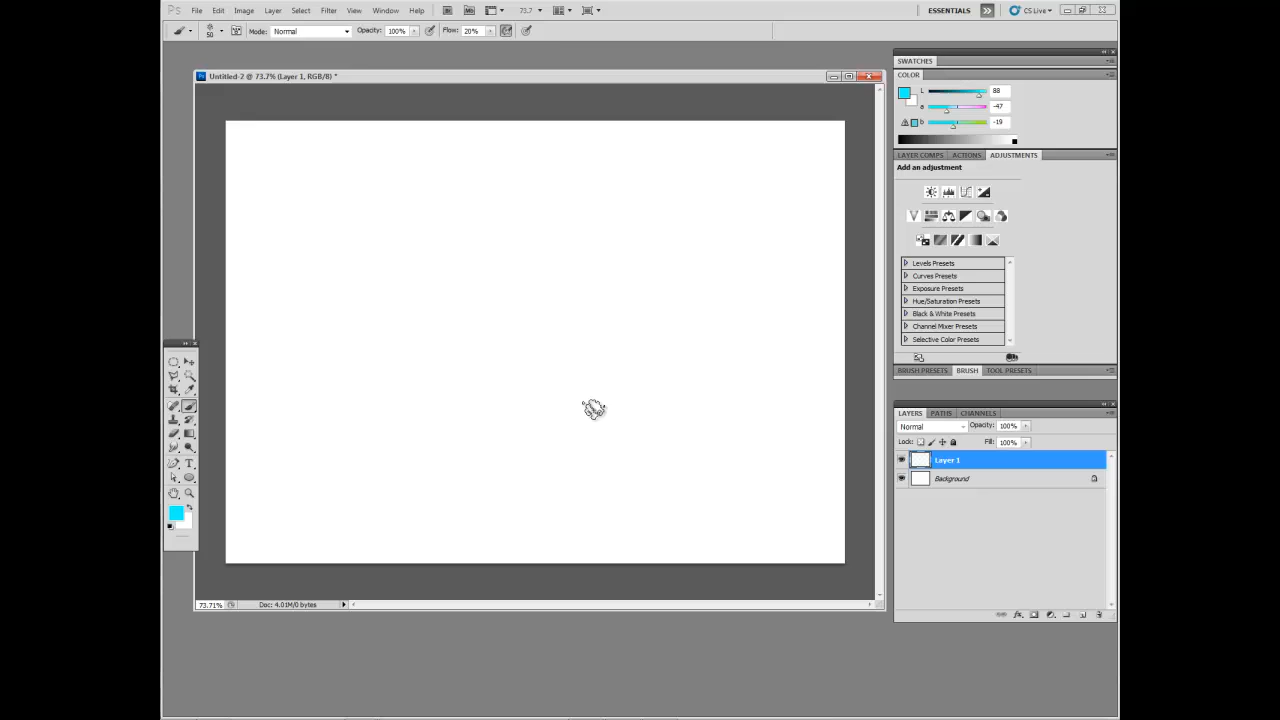 PS File Edit Image Layer Select Filter View Window Help Br Mb 73.7 ESSENTIALS CS Live
50 Mode: Normal Opacity: 100% Flow: 20%
Untitled-2 @ 73.7% (Layer 1, RGB/8) *
SWATCHES
COLOR
L 88
a -47
b -19
LAYER COMPS ACTIONS ADJUSTMENTS
Add an adjustment
Levels Presets
Curves Presets
Exposure Presets
Hue/Saturation Presets
Black & White Presets
Channel Mixer Presets
Selective Color Presets
BRUSH PRESETS BRUSH TOOL PRESETS
LAYERS PATHS CHANNELS
Normal Opacity: 100%
Lock: Fill: 100%
Layer 1
Background
73.71% Doc: 4.01M/0 bytes